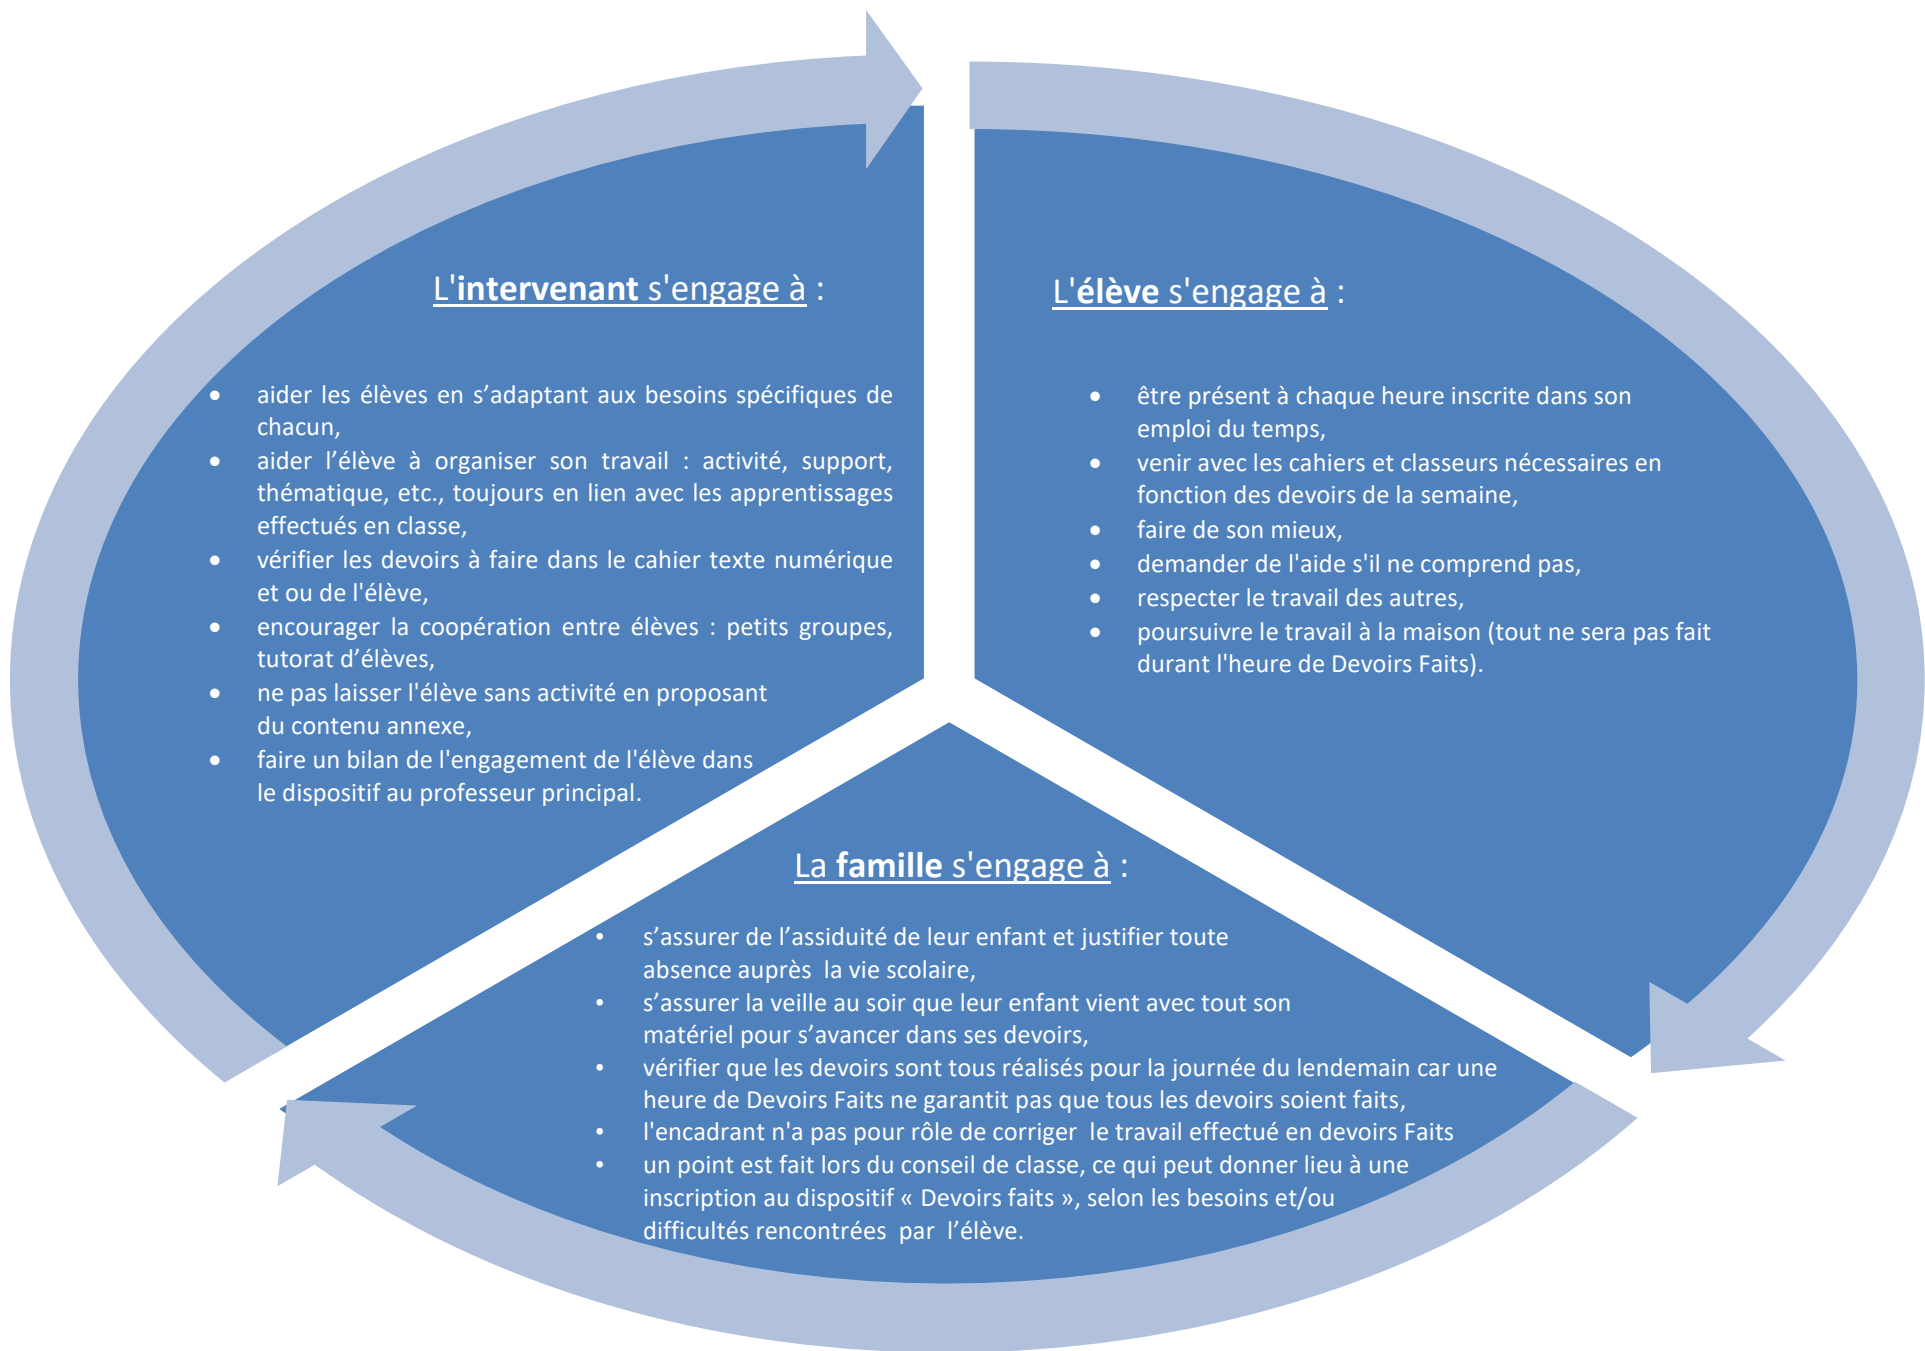 L'intervenant s'engage à :
• aider les élèves en s’adaptant aux besoins spécifiques de
chacun,
• aider l’élève à organiser son travail : activité, support,
thématique, etc., toujours en lien avec les apprentissages
effectués en classe,
• vérifier les devoirs à faire dans le cahier texte numérique
et ou de l'élève,
• encourager la coopération entre élèves : petits groupes,
tutorat d’élèves,
• ne pas laisser l'élève sans activité en proposant
du contenu annexe,
• faire un bilan de l'engagement de l'élève dans
le dispositif au professeur principal.
L'élève s'engage à :
• être présent à chaque heure inscrite dans son
emploi du temps,
• venir avec les cahiers et classeurs nécessaires en
fonction des devoirs de la semaine,
• faire de son mieux,
• demander de l'aide s'il ne comprend pas,
• respecter le travail des autres,
• poursuivre le travail à la maison (tout ne sera pas fait
durant l'heure de Devoirs Faits).
La famille s'engage à :
• s’assurer de l’assiduité de leur enfant et justifier toute
absence auprès la vie scolaire,
• s’assurer la veille au soir que leur enfant vient avec tout son
matériel pour s’avancer dans ses devoirs,
• vérifier que les devoirs sont tous réalisés pour la journée du lendemain car une
heure de Devoirs Faits ne garantit pas que tous les devoirs soient faits,
• l'encadrant n'a pas pour rôle de corriger le travail effectué en devoirs Faits
• un point est fait lors du conseil de classe, ce qui peut donner lieu à une
inscription au dispositif « Devoirs faits », selon les besoins et/ou
difficultés rencontrées par l’élève.